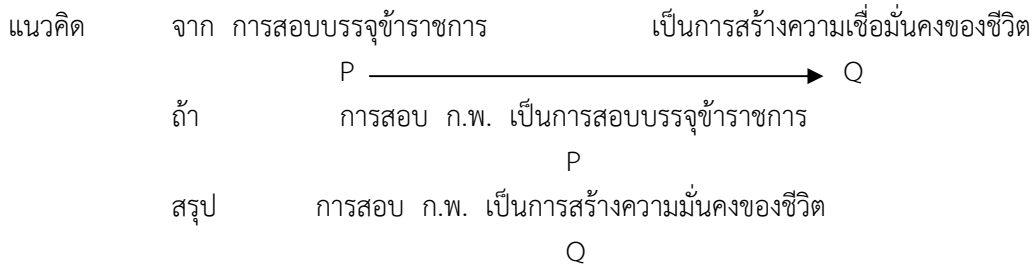 แนวคิด จาก การสอบบรรจุข้าราชการ เป็นการสร้างความเชื่อมั่นคงของชีวิต
P Q
ถ้า การสอบ ก.พ. เป็นการสอบบรรจุข้าราชการ
P
สรุป การสอบ ก.พ. เป็นการสร้างความมั่นคงของชีวิต
Q